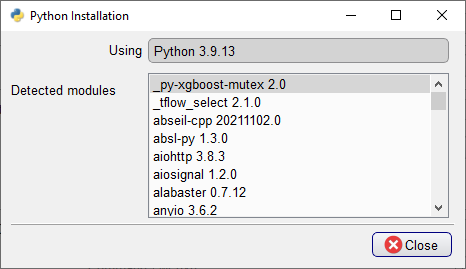 Python Installation
Using Python 3.9.13
Detected modules
_py-xgboost-mutex 2.0
_tflow_select 2.1.0
abseil-cpp 20211102.0
absl-py 1.3.0
aiohttp 3.8.3
aiosignal 1.2.0
alabaster 0.7.12
anyio 3.6.2
Close